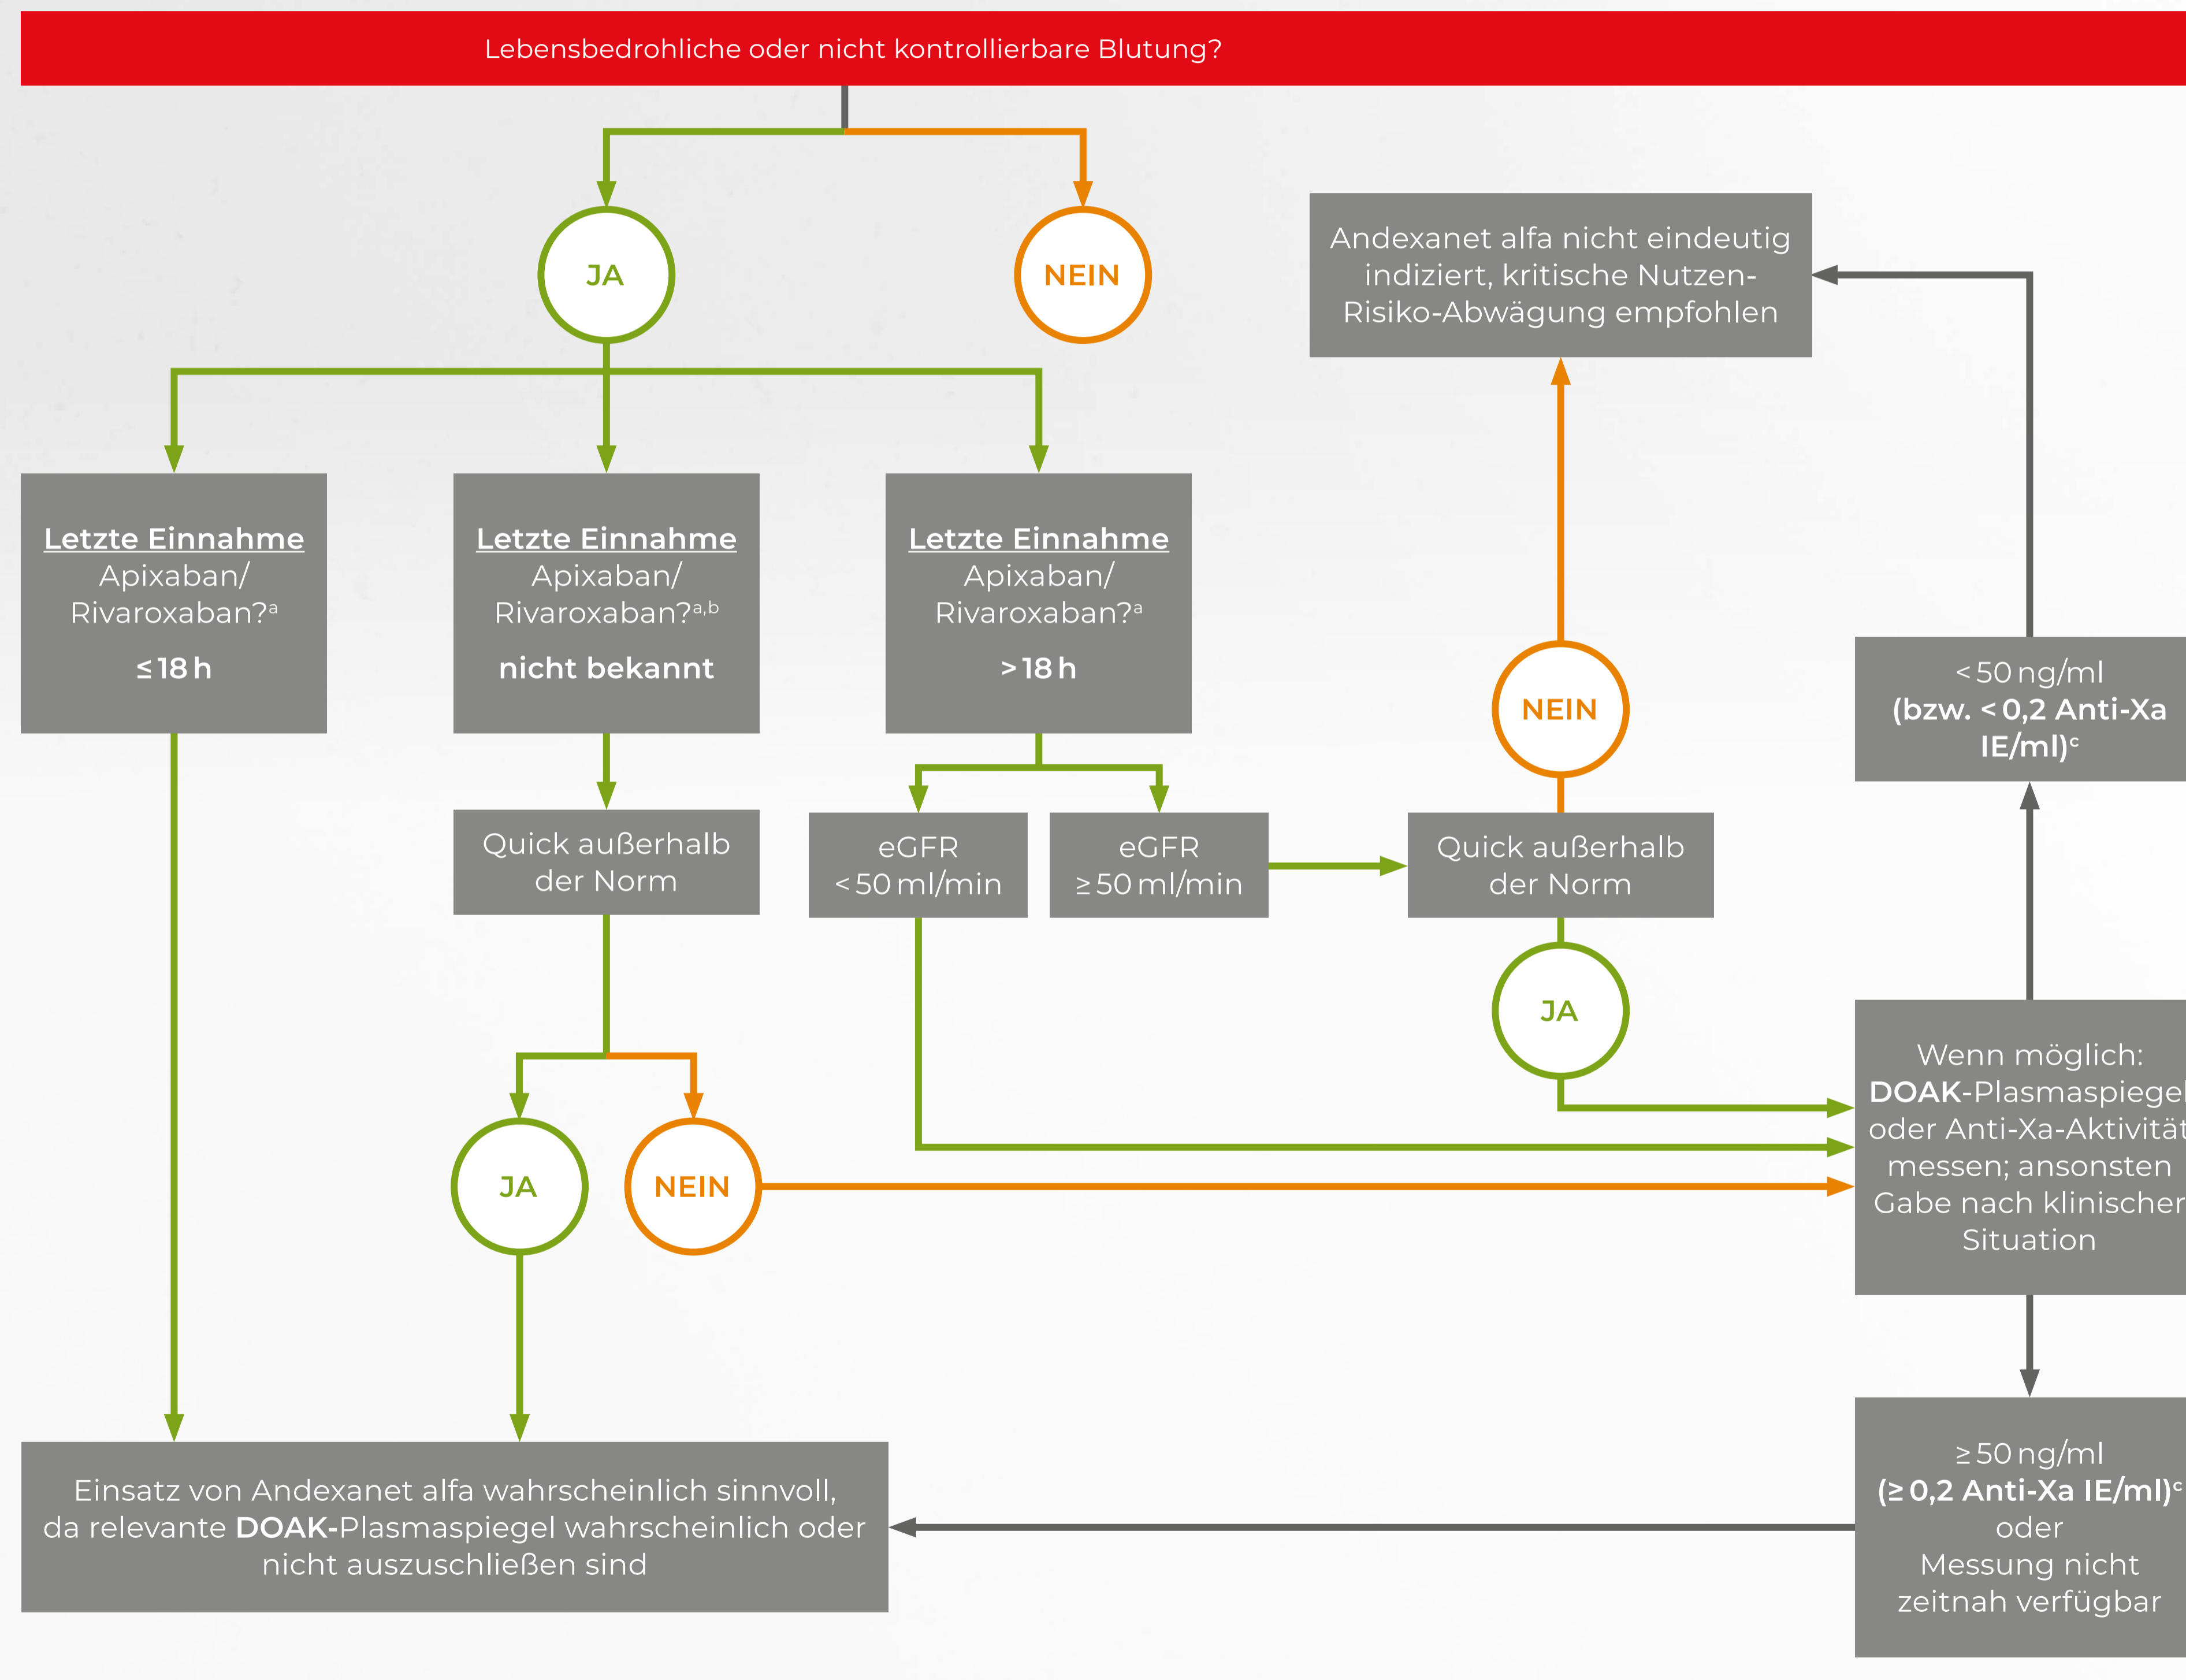 Lebensbedrohliche oder nicht kontrollierbare Blutung?
JA
NEIN
Andexanet alfa nicht eindeutig
indiziert, kritische Nutzen-
Risiko-Abwägung empfohlen
Letzte Einnahme
Apixaban/
Rivaroxaban?ᵃ
≤ 18 h
Letzte Einnahme
Apixaban/
Rivaroxaban?ᵃ,ᵇ
nicht bekannt
Letzte Einnahme
Apixaban/
Rivaroxaban?ᵃ
> 18 h
NEIN
< 50 ng/ml
(bzw. < 0,2 Anti-Xa
IE/ml)ᶜ
Quick außerhalb
der Norm
eGFR
< 50 ml/min
eGFR
≥ 50 ml/min
Quick außerhalb
der Norm
JA
Wenn möglich:
DOAK-Plasmaspiegel
oder Anti-Xa-Aktivität
messen; ansonsten
Gabe nach klinischer
Situation
JA
NEIN
Einsatz von Andexanet alfa wahrscheinlich sinnvoll,
da relevante DOAK-Plasmaspiegel wahrscheinlich oder
nicht auszuschließen sind
≥ 50 ng/ml
(≥ 0,2 Anti-Xa IE/ml)ᶜ
oder
Messung nicht
zeitnah verfügbar